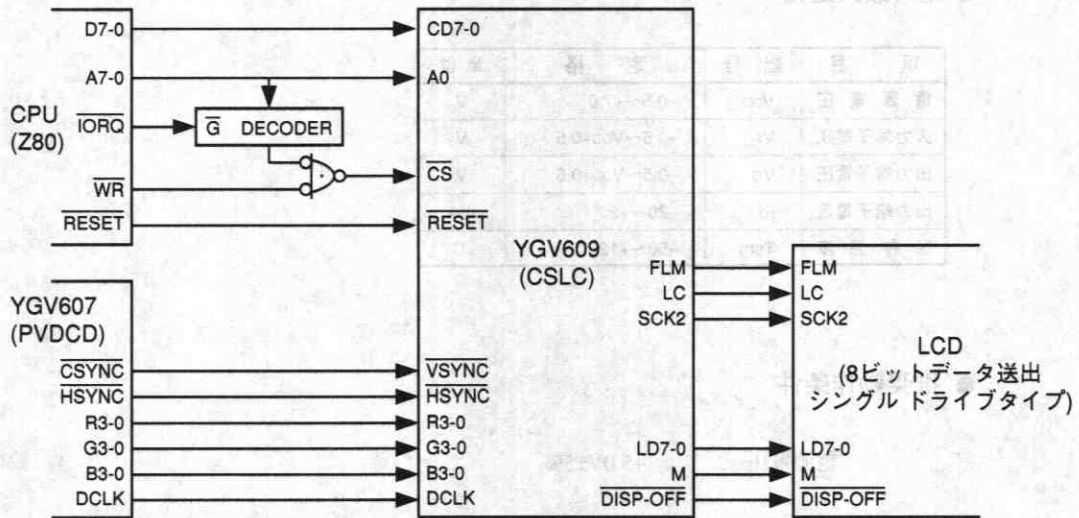 D7-0
CD7-0
A7-0
A0
CPU
(Z80)
IORQ
G DECODER
WR
CS
RESET
RESET
YGV609
(CSLC)
FLM
FLM
LC
LC
SCK2
SCK2
YGV607
(PVDCD)
LCD
(8ビットデータ送出
シングル ドライブタイプ)
CSYNC
VSYNC
HSYNC
HSYNC
R3-0
R3-0
G3-0
G3-0
B3-0
B3-0
DCLK
DCLK
LD7-0
LD7-0
M
M
DISP-OFF
DISP-OFF